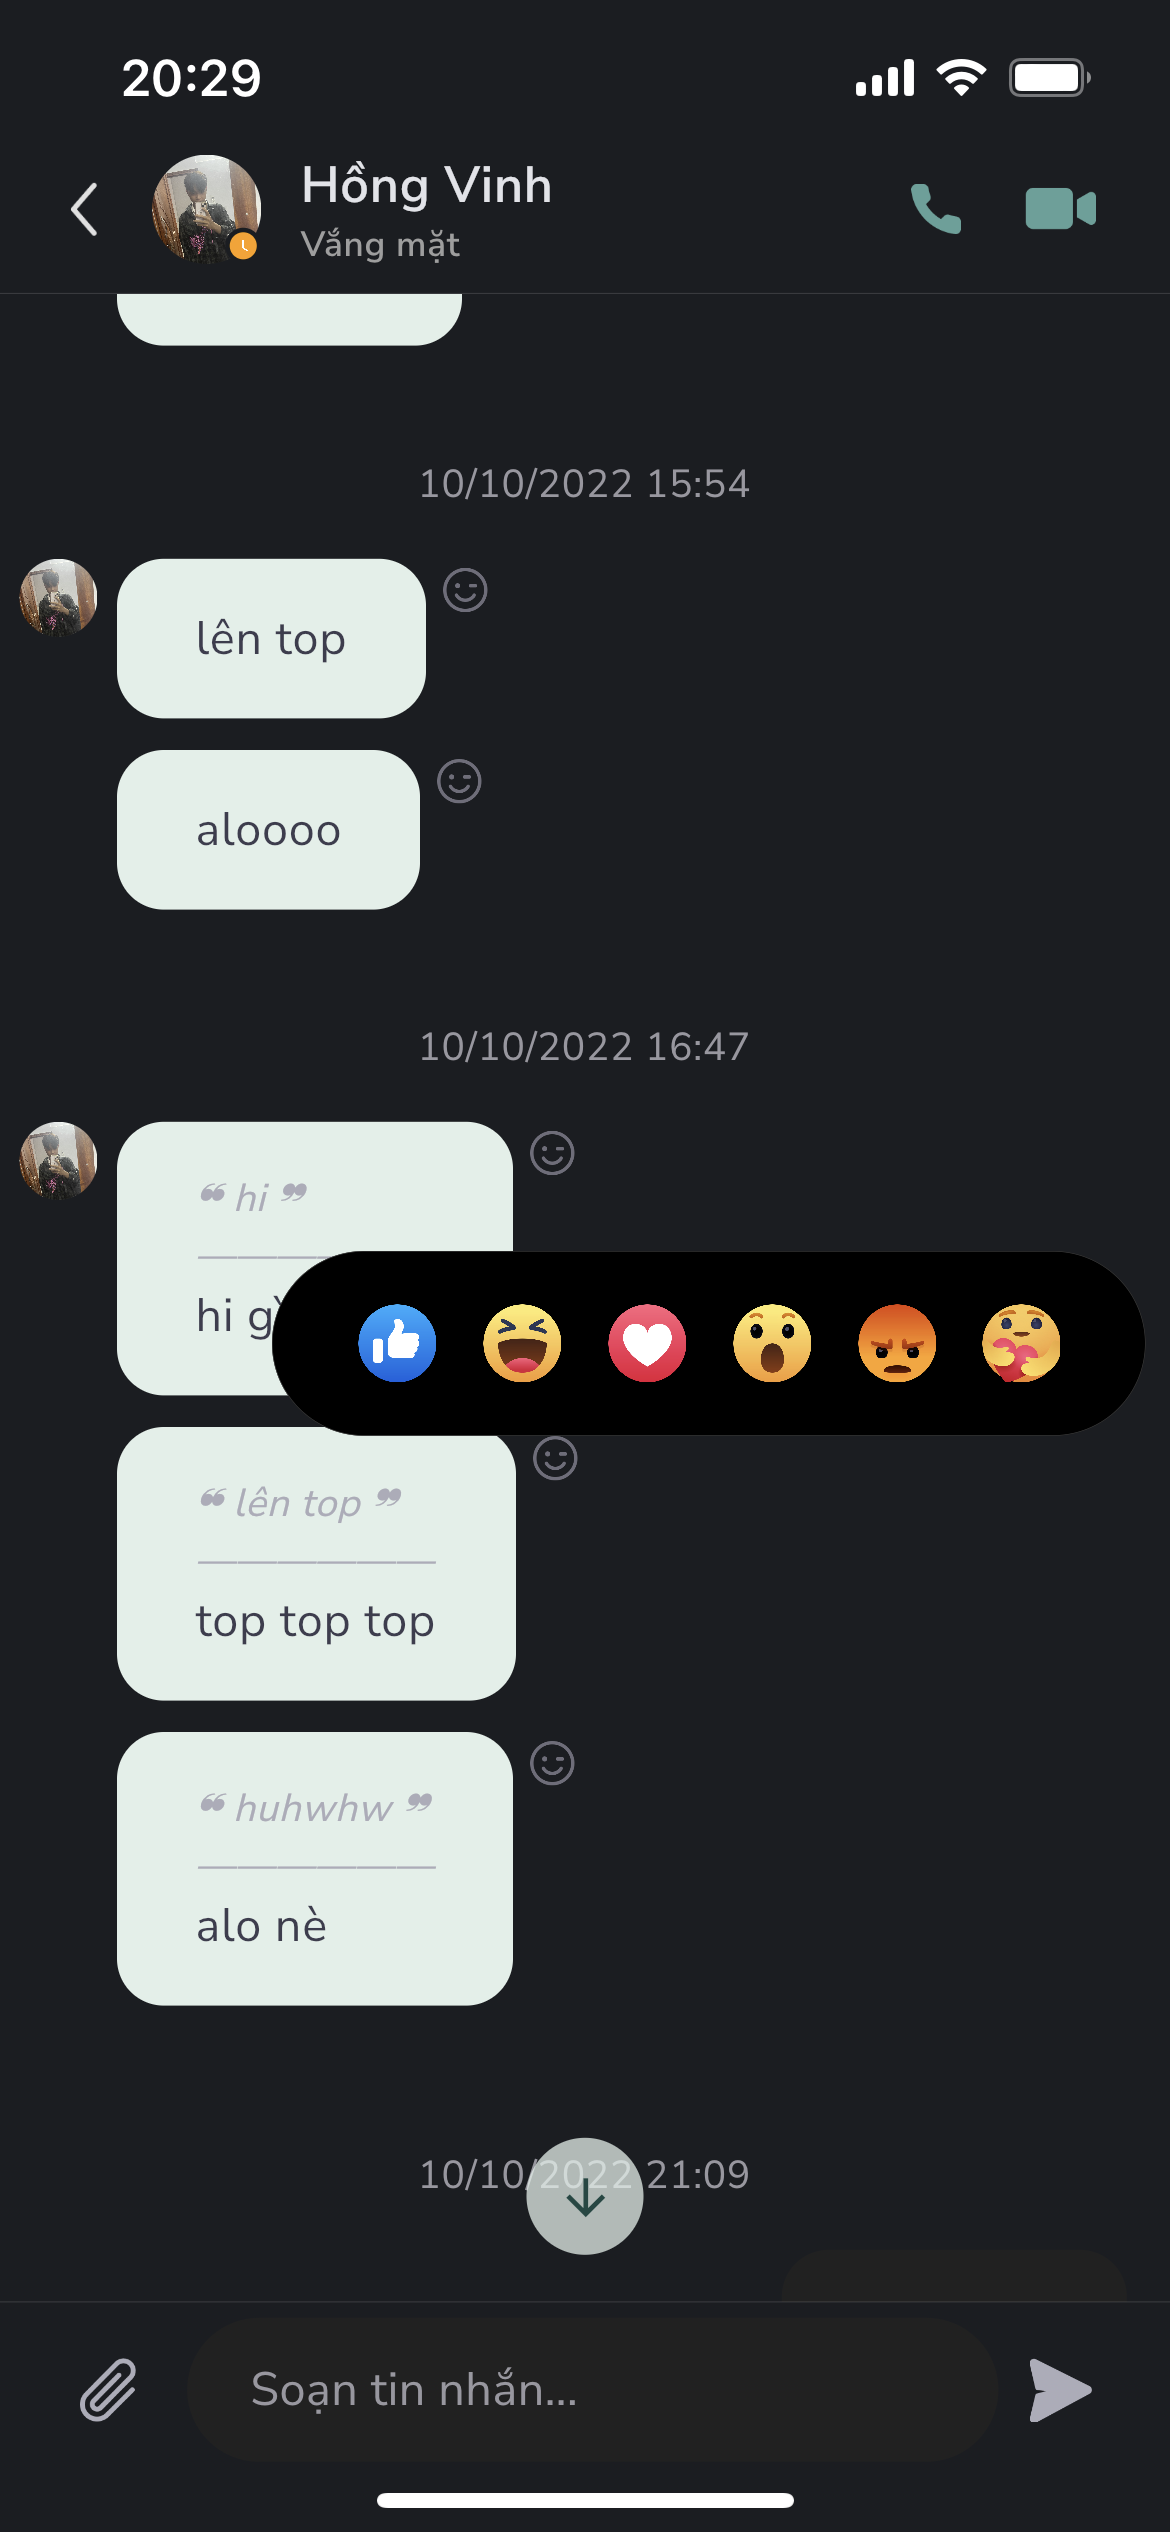 20:29
Hồng Vinh
Vắng mặt
10/10/2022 15:54
lên top
aloooo
10/10/2022 16:47
❝ hi ❞
hi gì
❝ lên top ❞
top top top
❝ huhwhw ❞
alo nè
10/10/2022 21:09
Soạn tin nhắn...